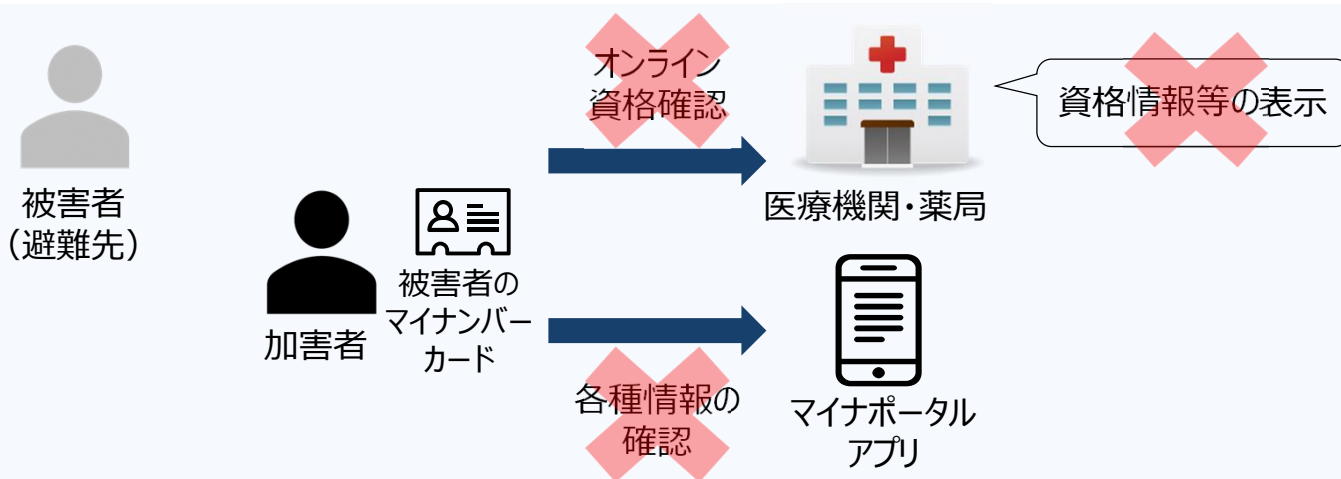 オンライン
資格確認
資格情報等の表示
被害者
（避難先）
医療機関・薬局
被害者の
マイナンバー
カード
加害者
各種情報の
確認
マイナポータル
アプリ